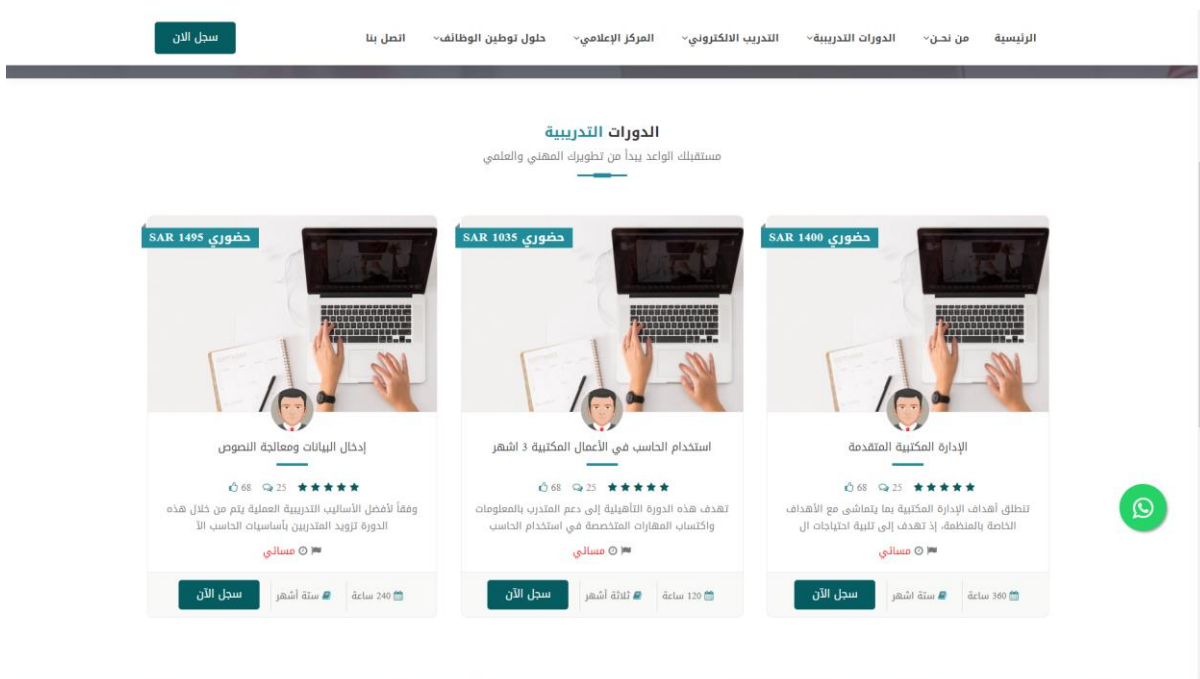 الرئيسية
من نحـن
الدورات التدريبية
التدريب الالكتروني
المركز الإعلامي
حلول توطين الوظائف
اتصل بنا
سجل الان
الدورات التدريبية
مستقبلك الواعد يبدأ من تطويرك المهني والعلمي
حضوري 1400 SAR
الإدارة المكتبية المتقدمة
25 68
تنطلق أهداف الإدارة المكتبية بما يتماشى مع الأهداف
الخاصة بالمنظمة، إذ تهدف إلى تلبية احتياجات ال
مسائي
360 ساعة
ستة اشهر
سجل الآن
حضوري 1035 SAR
استخدام الحاسب في الأعمال المكتبية 3 اشهر
25 68
تهدف هذه الدورة التأهيلية إلى دعم المتدرب بالمعلومات
واكتساب المهارات المتخصصة في استخدام الحاسب
مسائي
120 ساعة
ثلاثة أشهر
سجل الآن
حضوري 1495 SAR
إدخال البيانات ومعالجة النصوص
25 68
وفقاً لأفضل الأساليب التدريبية العملية يتم من خلال هذه
الدورة تزويد المتدربين بأساسيات الحاسب الآ
مسائي
240 ساعة
ستة أشهر
سجل الآن